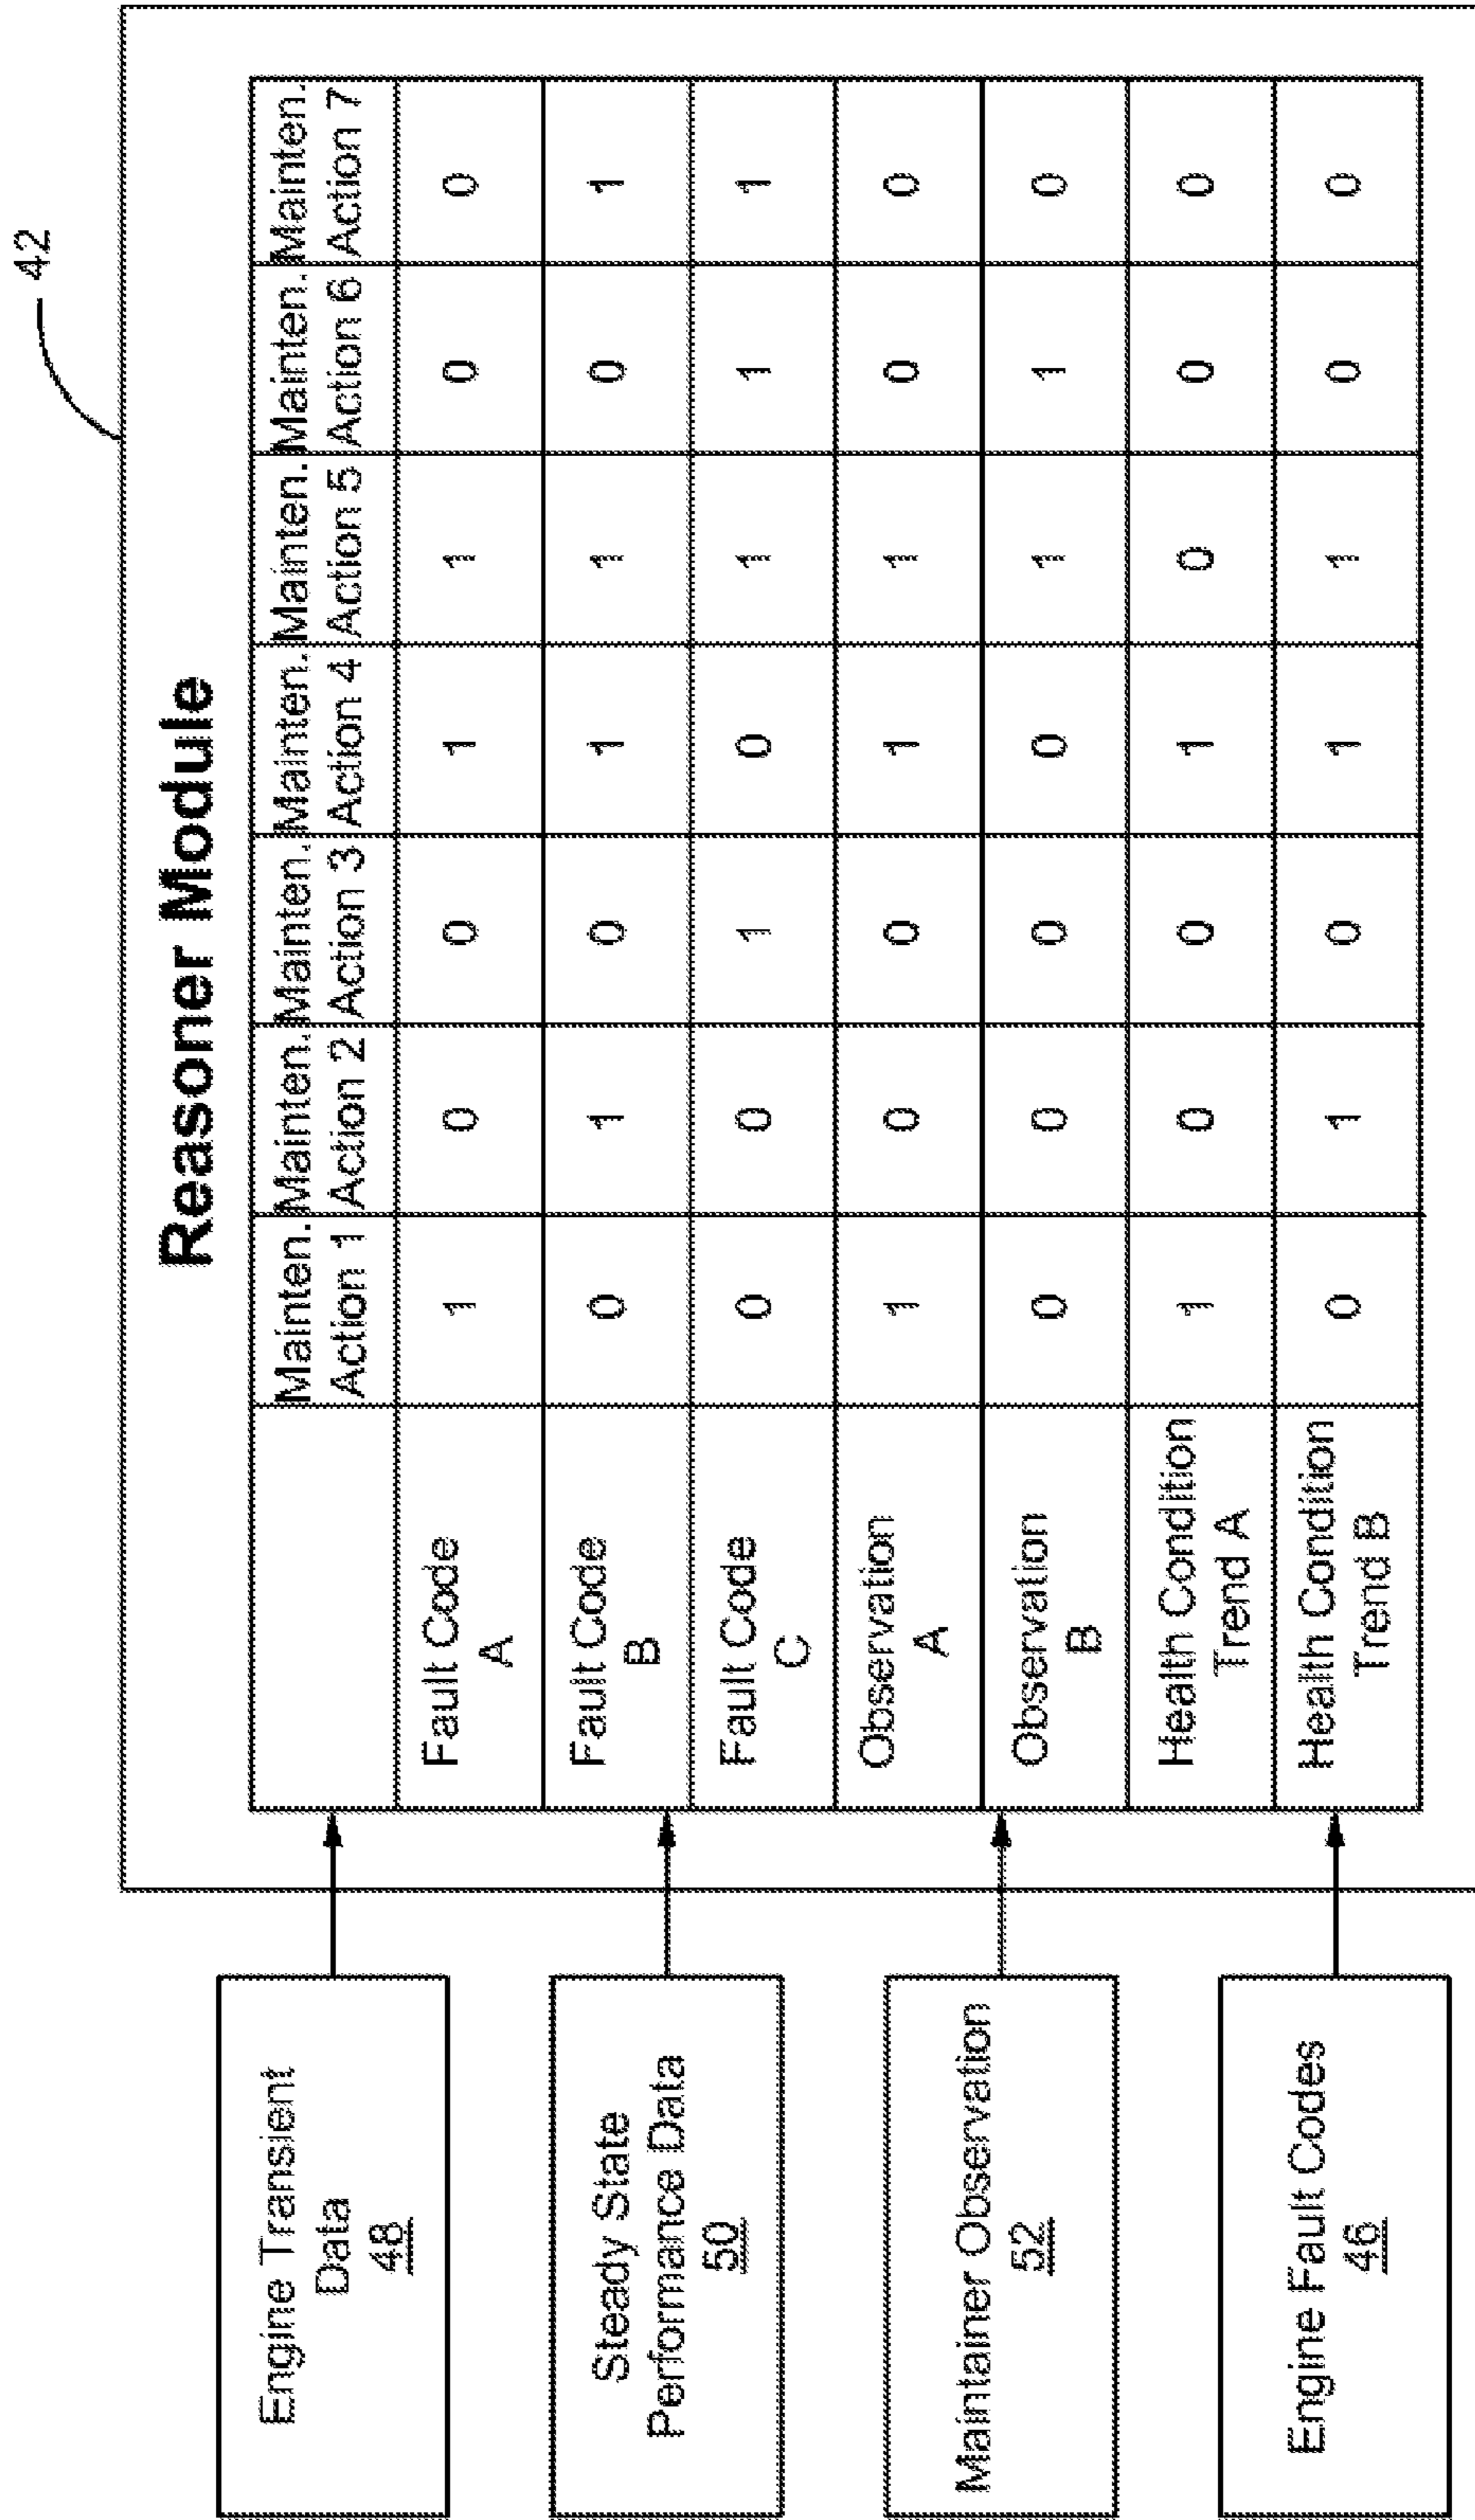 42
Reasoner Module
Engine Transient
Data
48
Steady State
Performance Data
50
Maintainer Observation
52
Engine Fault Codes
46
Mainten. Mainten. Mainten. Mainten. Mainten. Mainten. Mainten.
Action 1 Action 2 Action 3 Action 4 Action 5 Action 6 Action 7
Fault Code
A
1 0 0 1 1 0 0
Fault Code
B
0 1 0 1 1 0 1
Fault Code
C
0 0 1 0 1 1 1
Observation
A
1 0 0 1 1 0 0
Observation
B
0 0 0 0 1 1 0
Health Condition
Trend A
1 0 0 1 0 0 0
Health Condition
Trend B
0 1 0 1 1 0 0